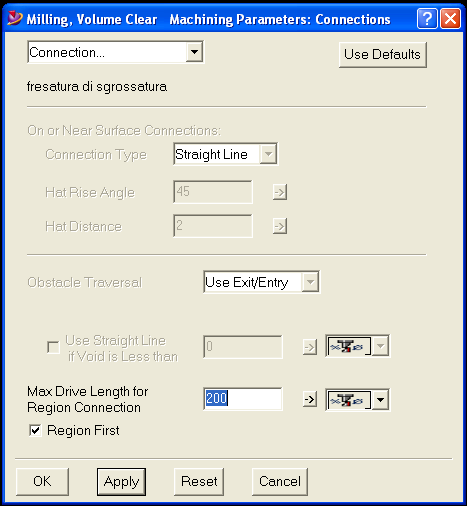 Milling, Volume Clear Machining Parameters: Connections
Connection...
Use Defaults
fresatura di sgrossatura
On or Near Surface Connections:
Connection Type Straight Line
Hat Rise Angle 45
Hat Distance 2
Obstacle Traversal Use Exit/Entry
Use Straight Line
if Void is Less than 0
Max Drive Length for
Region Connection 200
Region First
OK Apply Reset Cancel